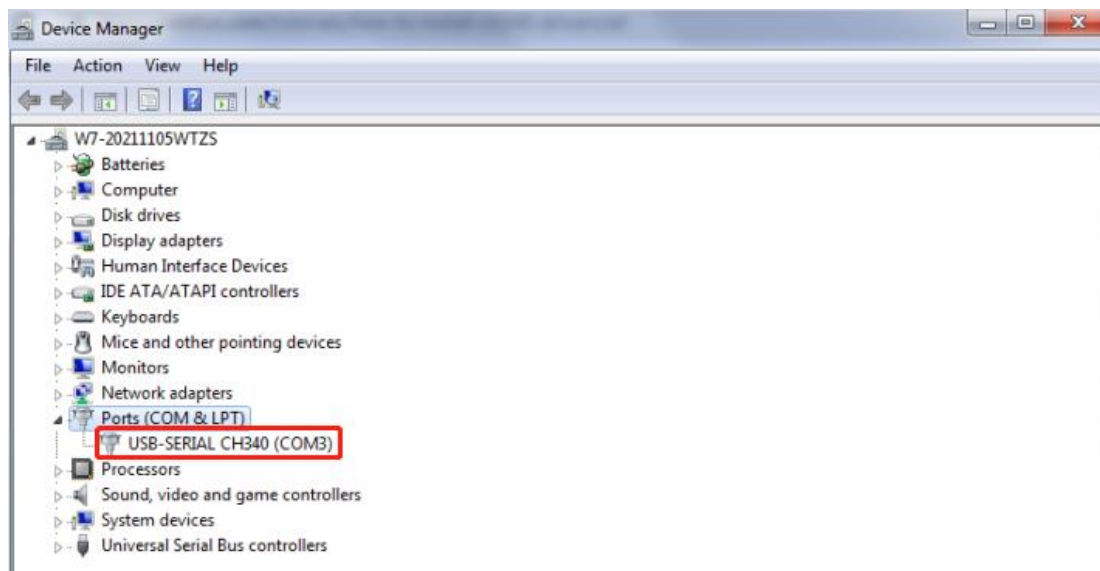 Device Manager
File Action View Help
W7-20211105WTZS
Batteries
Computer
Disk drives
Display adapters
Human Interface Devices
IDE ATA/ATAPI controllers
Keyboards
Mice and other pointing devices
Monitors
Network adapters
Ports (COM & LPT)
USB-SERIAL CH340 (COM3)
Processors
Sound, video and game controllers
System devices
Universal Serial Bus controllers